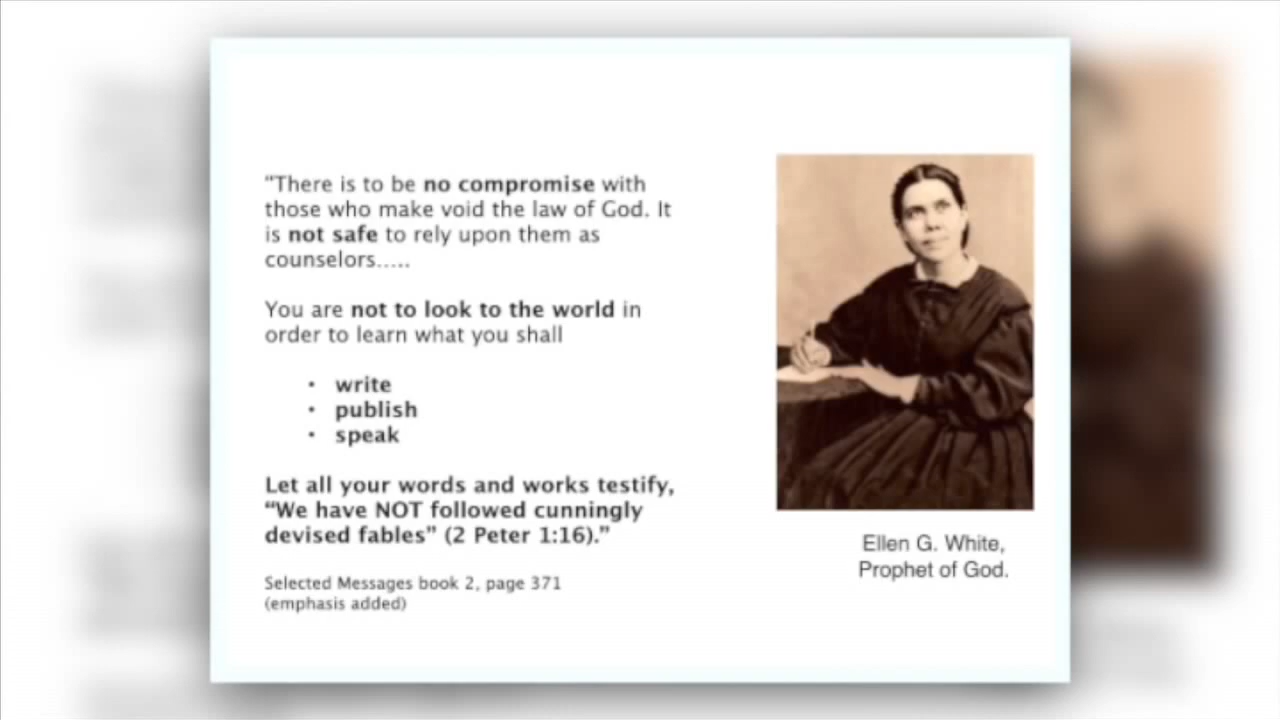 "There is to be no compromise with
those who make void the law of God. It
is not safe to rely upon them as
counselors.....
You are not to look to the world in
order to learn what you shall
• write
• publish
• speak
Let all your words and works testify,
“We have NOT followed cunningly
devised fables” (2 Peter 1:16).”
Selected Messages book 2, page 371
(emphasis added)
Ellen G. White,
Prophet of God.